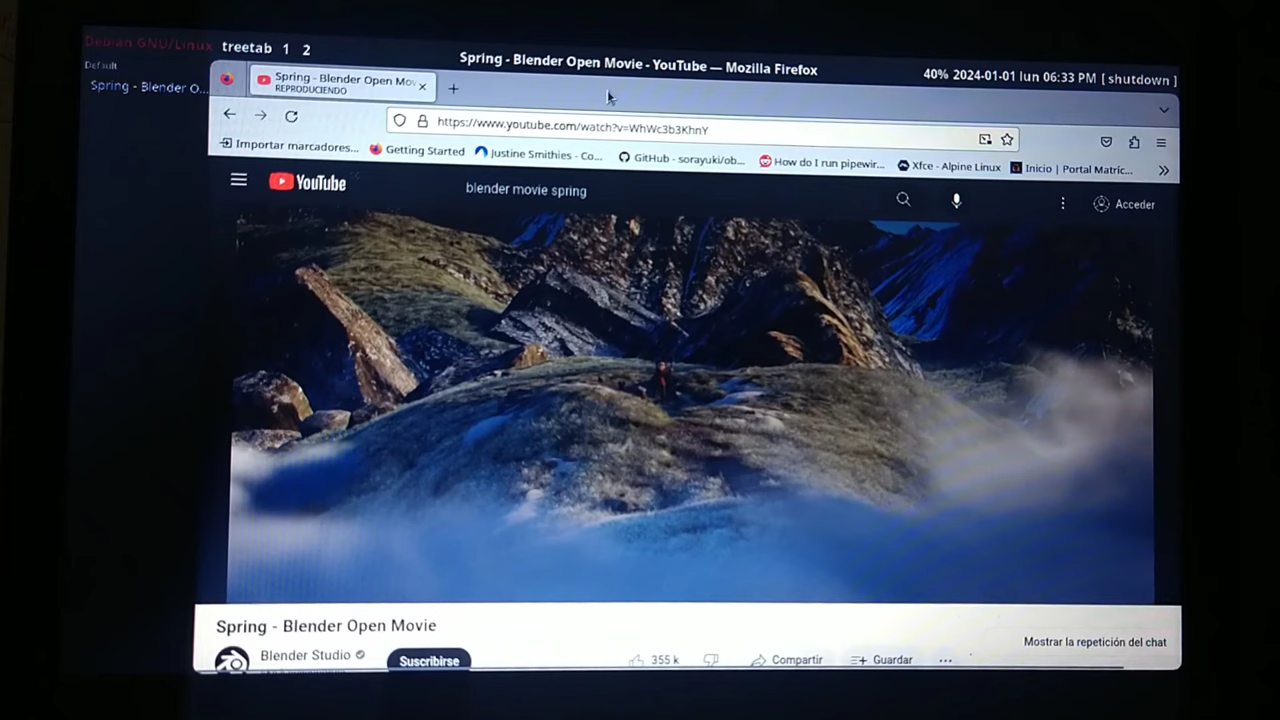 Debian GNU/Linux treetab 1 2 Spring - Blender Open Movie - YouTube — Mozilla Firefox 40% 2024-01-01 lun 06:33 PM [ shutdown ]
Default
Spring - Blender O...
Spring - Blender Open Mov
REPRODUCIENDO
https://www.youtube.com/watch?v=WhWc3b3KhnY
Importar marcadores... Getting Started Justine Smithies - Co... GitHub - sorayuki/ob... How do I run pipewir... Xfce - Alpine Linux Inicio | Portal Matríc...
YouTube blender movie spring Acceder
Spring - Blender Open Movie
Mostrar la repetición del chat
Blender Studio Suscribirse 355 k Compartir Guardar ...